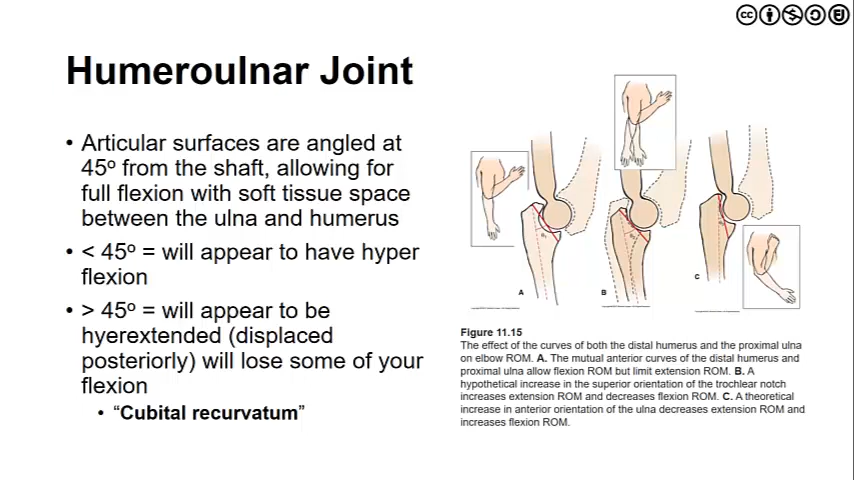 Humeroulnar Joint
• Articular surfaces are angled at
45º from the shaft, allowing for
full flexion with soft tissue space
between the ulna and humerus
• < 45º = will appear to have hyper
flexion
• > 45º = will appear to be
hyerextended (displaced
posteriorly) will lose some of your
flexion
• “Cubital recurvatum”
A
B
C
Figure 11.15
The effect of the curves of both the distal humerus and the proximal ulna
on elbow ROM. A. The mutual anterior curves of the distal humerus and
proximal ulna allow flexion ROM but limit extension ROM. B. A
hypothetical increase in the superior orientation of the trochlear notch
increases extension ROM and decreases flexion ROM. C. A theoretical
increase in anterior orientation of the ulna decreases extension ROM and
increases flexion ROM.